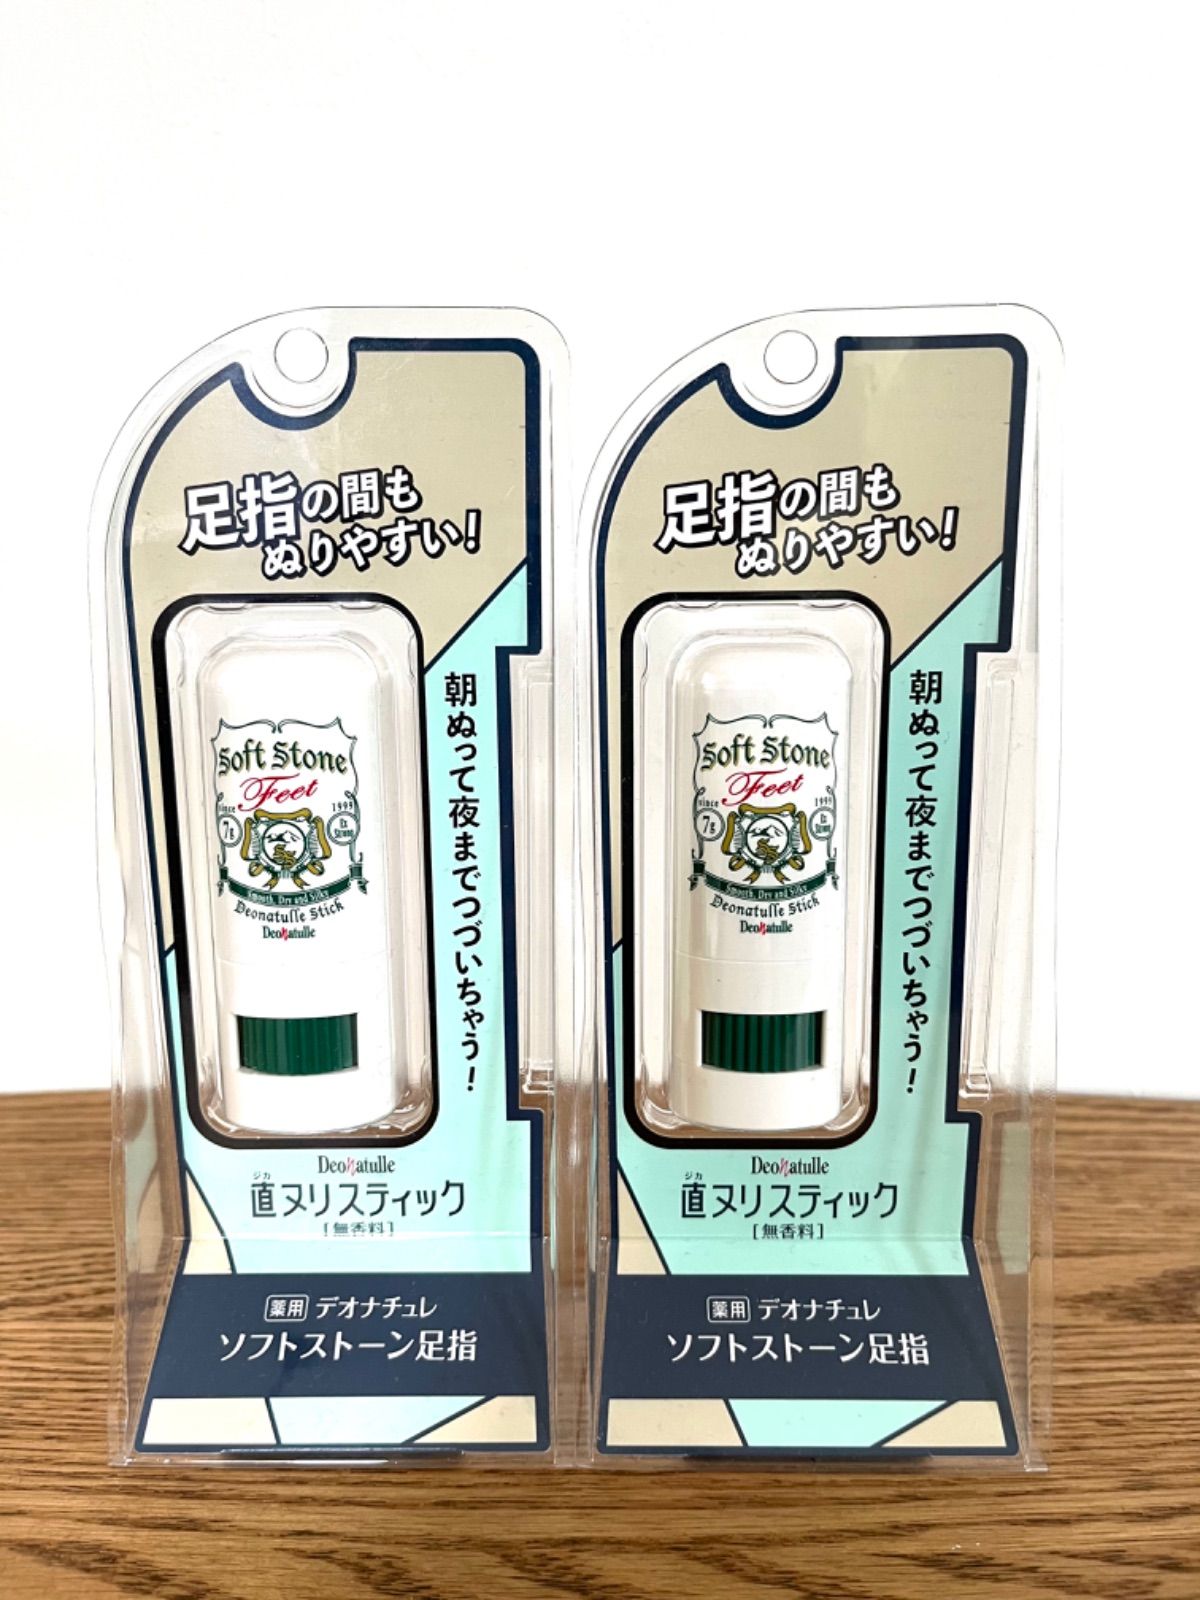 足指の間も
ぬりやすい!
朝ぬって夜までつづいちゃう!
Soft Stone
Feet
since 1999
7g
Ex Strong
Smooth, Dry and Silky
Deonatulle Stick
Deonatulle
Deonatulle
ジカ
直ヌリスティック
[無香料]
薬用 デオナチュレ
ソフトストーン足指
足指の間も
ぬりやすい!
朝ぬって夜までつづいちゃう!
Soft Stone
Feet
since 1999
7g
Ex Strong
Smooth, Dry and Silky
Deonatulle Stick
Deonatulle
Deonatulle
ジカ
直ヌリスティック
[無香料]
薬用 デオナチュレ
ソフトストーン足指